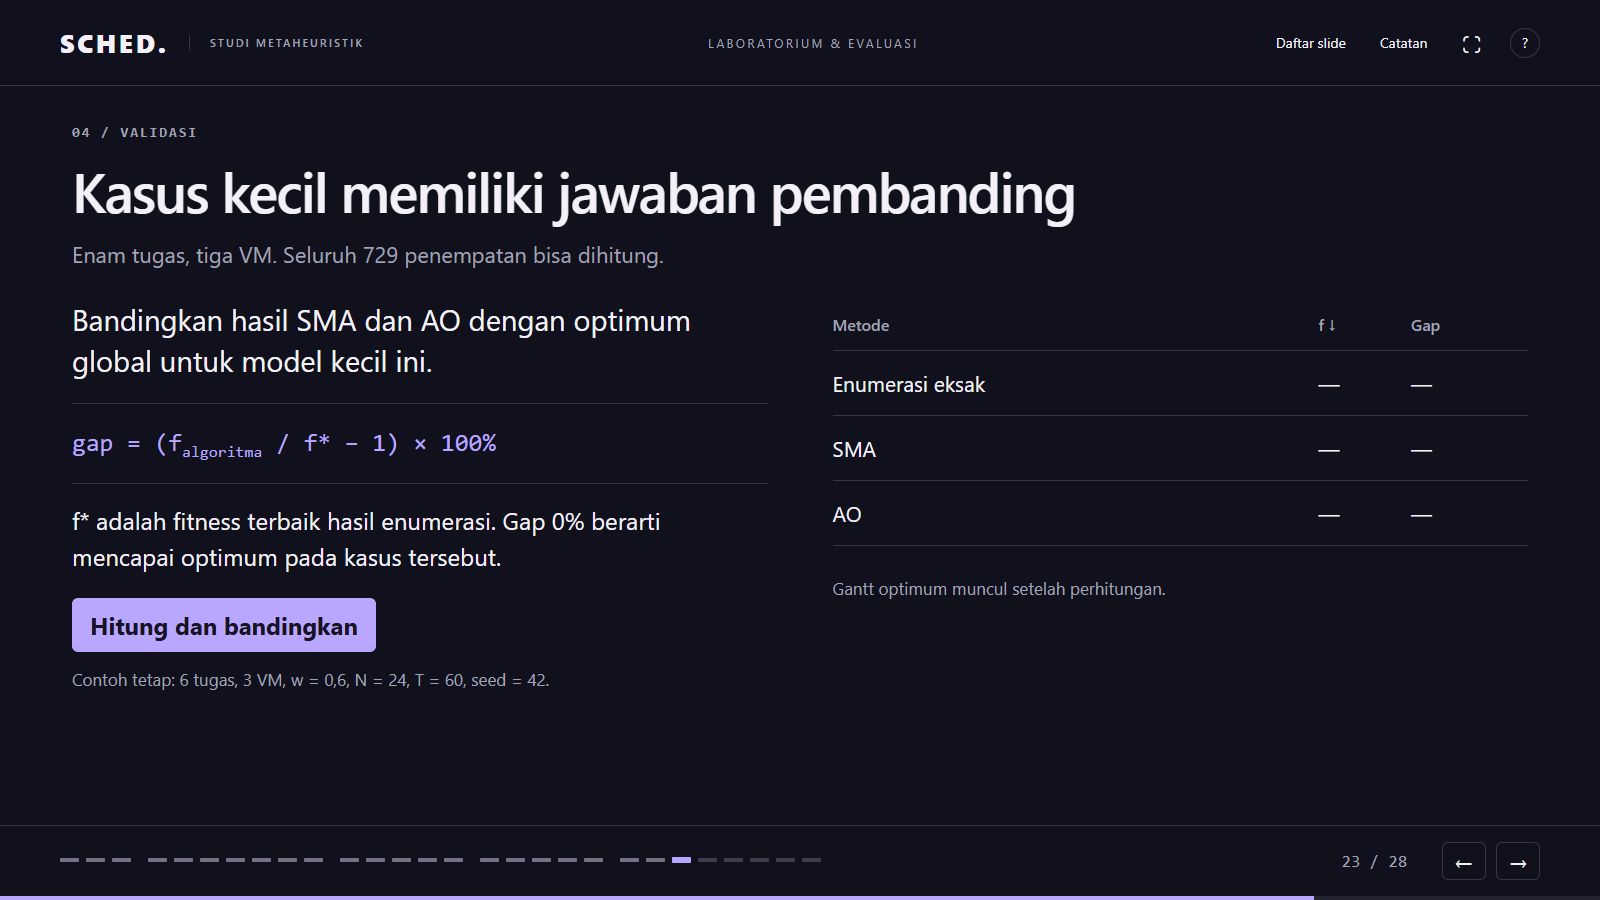 SCHED.
STUDI METAHEURISTIK
LABORATORIUM & EVALUASI
Daftar slide
Catatan
?
04 / VALIDASI
Kasus kecil memiliki jawaban pembanding
Enam tugas, tiga VM. Seluruh 729 penempatan bisa dihitung.
Bandingkan hasil SMA dan AO dengan optimum
global untuk model kecil ini.
gap = (f_algoritma / f* − 1) × 100%
f* adalah fitness terbaik hasil enumerasi. Gap 0% berarti
mencapai optimum pada kasus tersebut.
Hitung dan bandingkan
Contoh tetap: 6 tugas, 3 VM, w = 0,6, N = 24, T = 60, seed = 42.
Metode f ↓ Gap
Enumerasi eksak — —
SMA — —
AO — —
Gantt optimum muncul setelah perhitungan.
23 / 28
← →